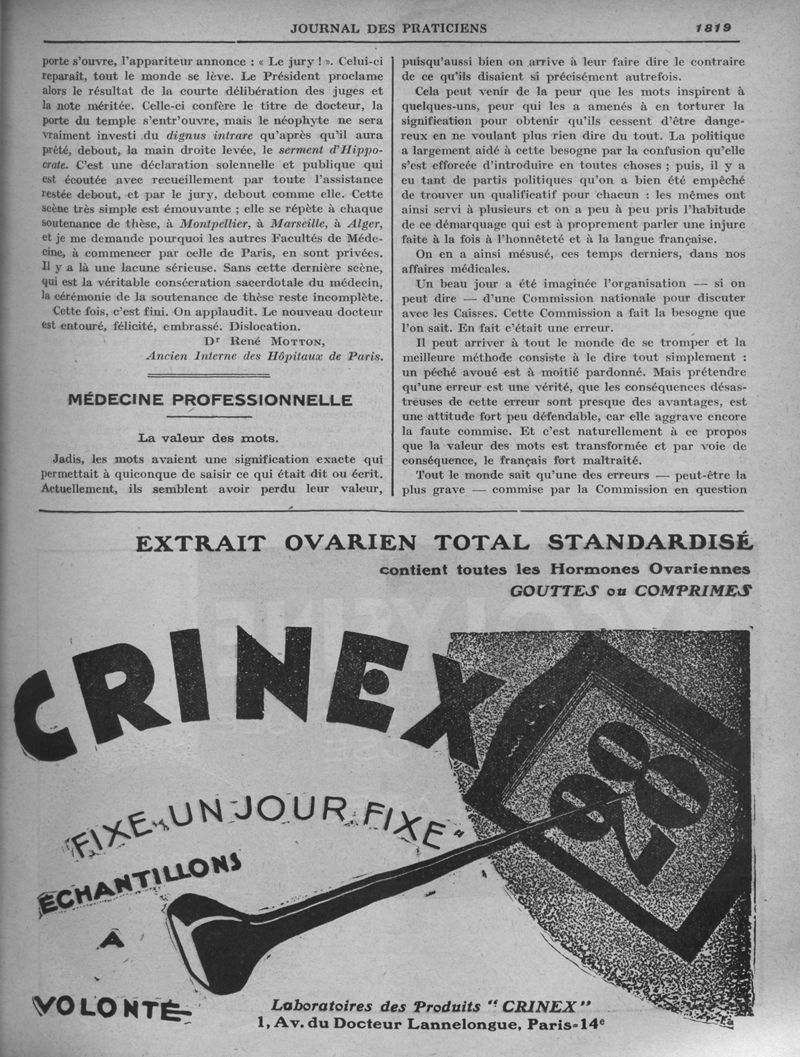 JOURNAL DES PRATICIENS 1819
porte s'ouvre, l'appariteur annonce : « Le jury ! ». Celui-ci
reparaît, tout le monde se lève. Le Président proclame
alors le résultat de la courte délibération des juges et
la note méritée. Celle-ci confère le titre de docteur, la
porte du temple s'entr'ouvre, mais le néophyte ne sera
vraiment investi du dignus intrare qu'après qu'il aura
prêté, debout, la main droite levée, le serment d'Hippo-
crate. C'est une déclaration solennelle et publique qui
est écoutée avec recueillement par toute l'assistance
restée debout, et par le jury, debout comme elle. Cette
scène très simple est émouvante ; elle se répète à chaque
soutenance de thèse, à Montpellier, à Marseille, à Alger,
et je me demande pourquoi les autres Facultés de Méde-
cine, à commencer par celle de Paris, en sont privées.
Il y a là une lacune sérieuse. Sans cette dernière scène,
qui est la véritable consécration sacerdotale du médecin,
la cérémonie de la soutenance de thèse reste incomplète.
Cette fois, c'est fini. On applaudit. Le nouveau docteur
est entouré, félicité, embrassé. Dislocation.
Dr René MOTTON,
Ancien Interne des Hôpitaux de Paris.
MÉDECINE PROFESSIONNELLE
La valeur des mots.
Jadis, les mots avaient une signification exacte qui
permettait à quiconque de saisir ce qui était dit ou écrit.
Actuellement, ils semblent avoir perdu leur valeur,
puisqu'aussi bien on arrive à leur faire dire le contraire
de ce qu'ils disaient si précisément autrefois.
Cela peut venir de la peur que les mots inspirent à
quelques-uns, peur qui les a amenés à en torturer la
signification pour obtenir qu'ils cessent d'être dange-
reux en ne voulant plus rien dire du tout. La politique
a largement aidé à cette besogne par la confusion qu'elle
s'est efforcée d'introduire en toutes choses ; puis, il y a
eu tant de partis politiques qu'on a bien été empêché
de trouver un qualificatif pour chacun : les mêmes ont
ainsi servi à plusieurs et on a peu à peu pris l'habitude
de ce démarquage qui est à proprement parler une injure
faite à la fois à l'honnêteté et à la langue française.
On en a ainsi mésusé, ces temps derniers, dans nos
affaires médicales.
Un beau jour a été imaginée l'organisation — si on
peut dire — d'une Commission nationale pour discuter
avec les Caisses. Cette Commission a fait la besogne que
l'on sait. En fait c'était une erreur.
Il peut arriver à tout le monde de se tromper et la
meilleure méthode consiste à le dire tout simplement :
un péché avoué est à moitié pardonné. Mais prétendre
qu'une erreur est une vérité, que les conséquences désas-
treuses de cette erreur sont presque des avantages, est
une attitude fort peu défendable, car elle aggrave encore
la faute commise. Et c'est naturellement à ce propos
que la valeur des mots est transformée et par voie de
conséquence, le français fort maltraité.
Tout le monde sait qu'une des erreurs — peut-être la
plus grave — commise par la Commission en question
EXTRAIT OVARIEN TOTAL STANDARDISÉ
contient toutes les Hormones Ovariennes
GOUTTES ou COMPRIMES
CRINEX
28
"FIXE UN JOUR FIXE"
ÉCHANTILLONS
A
VOLONTÉ
Laboratoires des Produits "CRINEX"
1, Av. du Docteur Lannelongue, Paris-14e